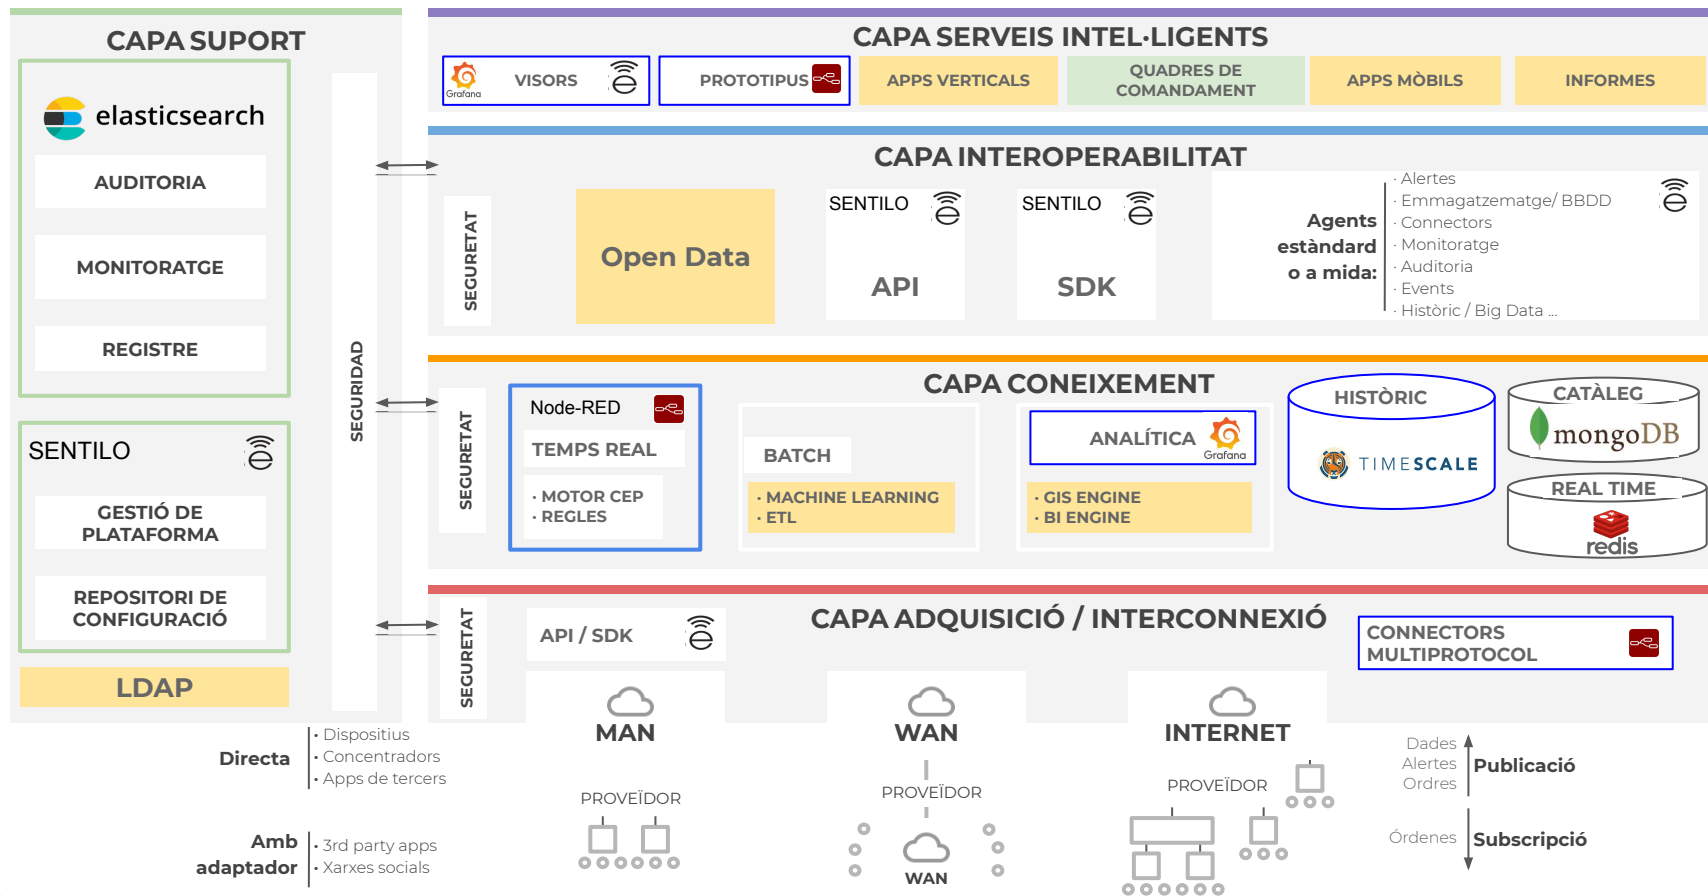 CAPA SUPORT
elasticsearch
AUDITORIA
MONITORATGE
REGISTRE
SENTILO
GESTIÓ DE
PLATAFORMA
REPOSITORI DE
CONFIGURACIÓ
LDAP
SEGURIDAD
CAPA SERVEIS INTEL·LIGENTS
Grafana
VISORS
PROTOTIPUS
APPS VERTICALS
QUADRES DE
COMANDAMENT
APPS MÒBILS
INFORMES
CAPA INTEROPERABILITAT
SEGURETAT
Open Data
SENTILO
API
SENTILO
SDK
Agents
estàndard
o a mida:
· Alertes
· Emmagatzematge/ BBDD
· Connectors
· Monitoratge
· Auditoria
· Events
· Històric / Big Data ...
CAPA CONEIXEMENT
SEGURETAT
Node-RED
TEMPS REAL
· MOTOR CEP
· REGLES
BATCH
· MACHINE LEARNING
· ETL
ANALÍTICA
Grafana
· GIS ENGINE
· BI ENGINE
HISTÒRIC
TIMESCALE
CATÀLEG
mongoDB
REAL TIME
redis
CAPA ADQUISICIÓ / INTERCONNEXIÓ
SEGURETAT
API / SDK
CONNECTORS
MULTIPROTOCOL
MAN
WAN
INTERNET
Directa
· Dispositius
· Concentradors
· Apps de tercers
Amb
adaptador
· 3rd party apps
· Xarxes socials
PROVEÏDOR
PROVEÏDOR
WAN
PROVEÏDOR
Dades
Alertes
Ordres
Publicació
Órdenes
Subscripció